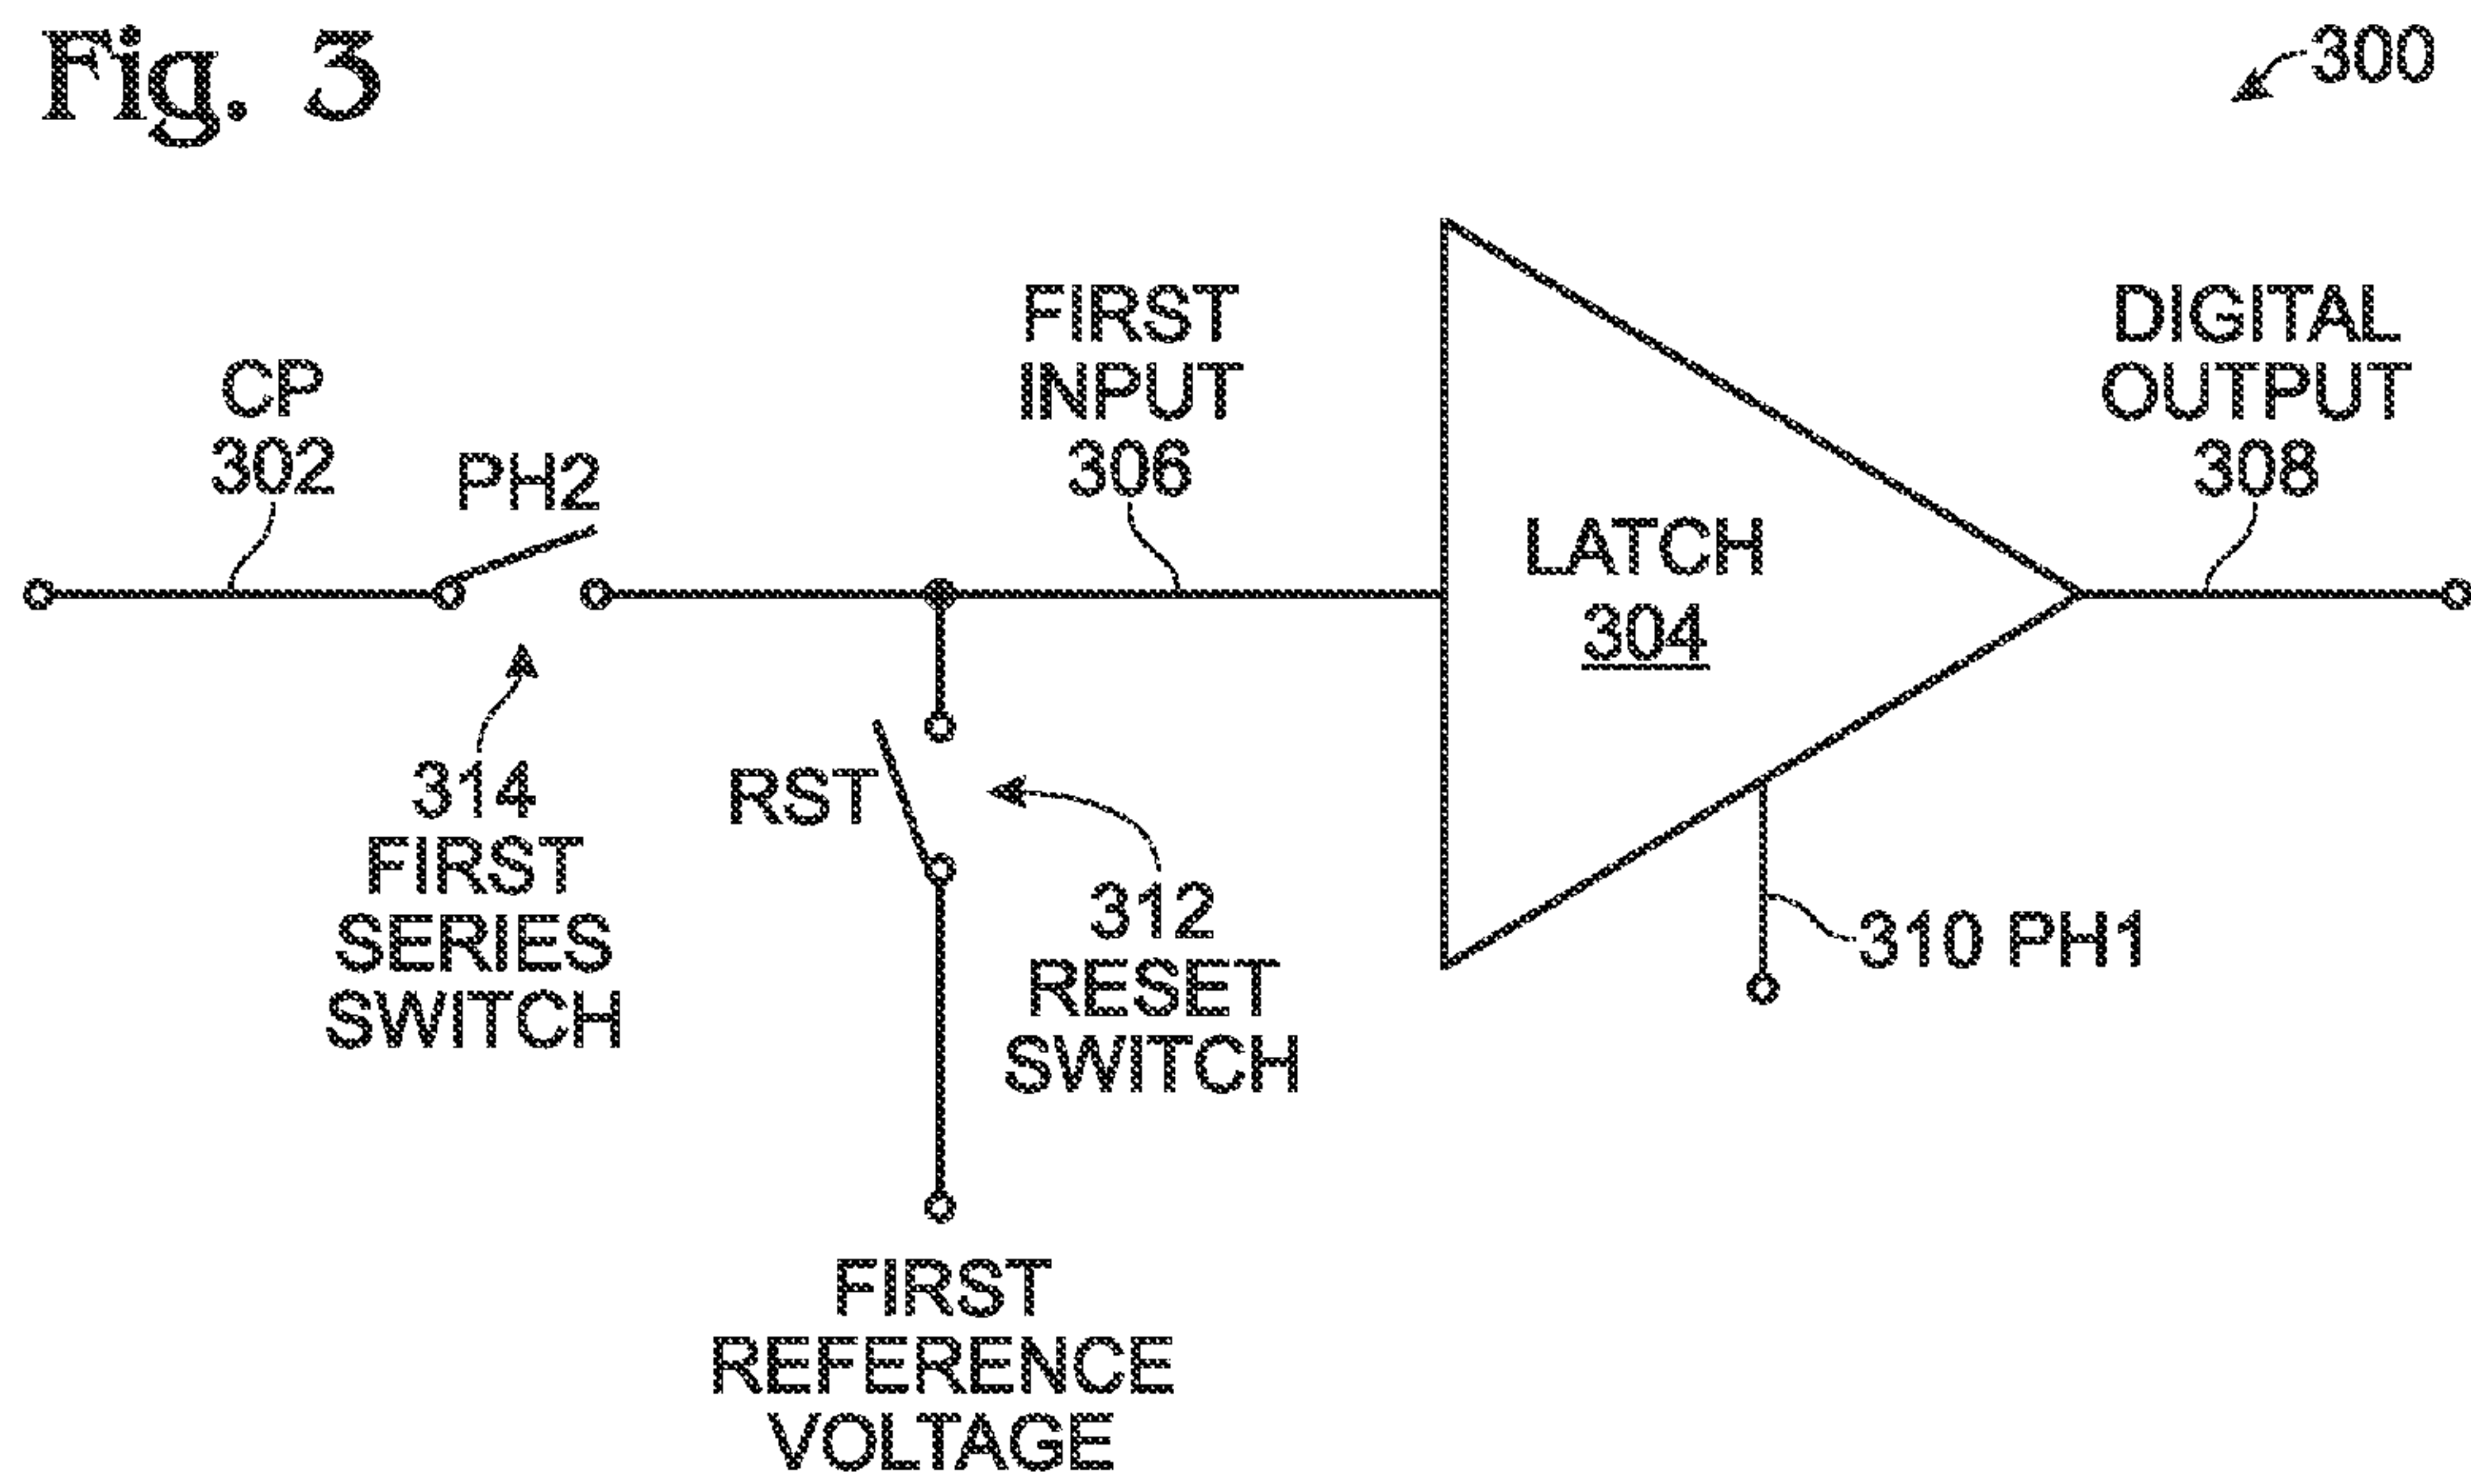 Fig. 3
300
CP
302
PH2
FIRST
INPUT
306
LATCH
304
DIGITAL
OUTPUT
308
314
FIRST
SERIES
SWITCH
RST
312
RESET
SWITCH
310 PH1
FIRST
REFERENCE
VOLTAGE